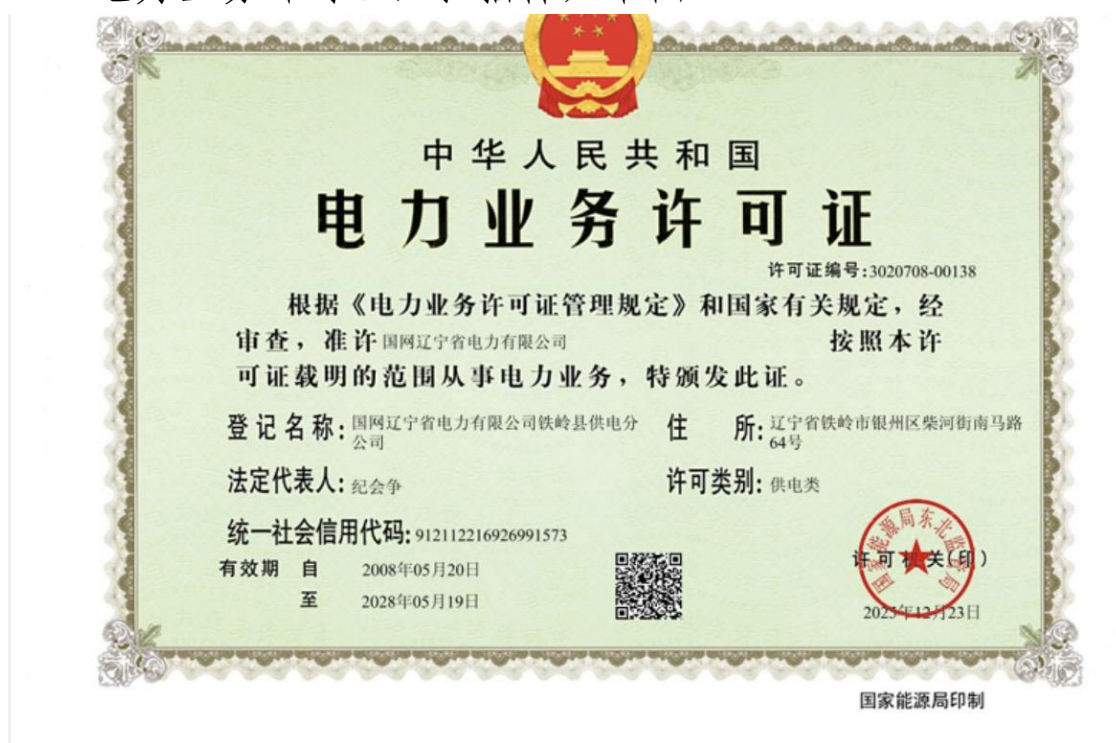 中华人民共和国
电力业务许可证
许可证编号:3020708-00138
根据《电力业务许可证管理规定》和国家有关规定，经
审查，准许 国网辽宁省电力有限公司 按照本许
可证载明的范围从事电力业务，特颁发此证。
登记名称: 国网辽宁省电力有限公司铁岭县供电分
公司
住 所: 辽宁省铁岭市银州区柴河街南马路
64号
法定代表人: 纪会争
许可类别: 供电类
统一社会信用代码: 912112216926991573
有效期 自 2008年05月20日
至 2028年05月19日
国家能源局东北监管局
许可机关(印)
2025年12月23日
国家能源局印制